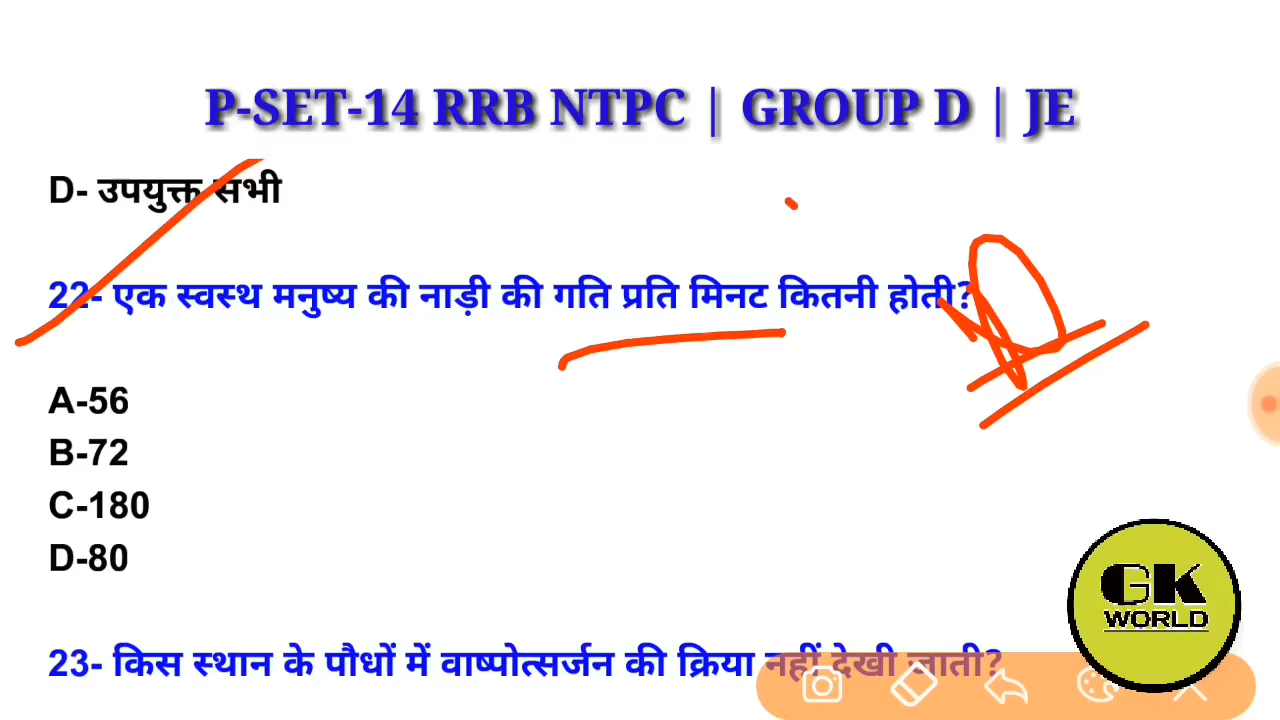 P-SET-14 RRB NTPC | GROUP D | JE
D- उपयुक्त सभी
22- एक स्वस्थ मनुष्य की नाड़ी की गति प्रति मिनट कितनी होती?
A-56
B-72
C-180
D-80
GK
WORLD
23- किस स्थान के पौधों में वाष्पोत्सर्जन की क्रिया नहीं देखी जाती?